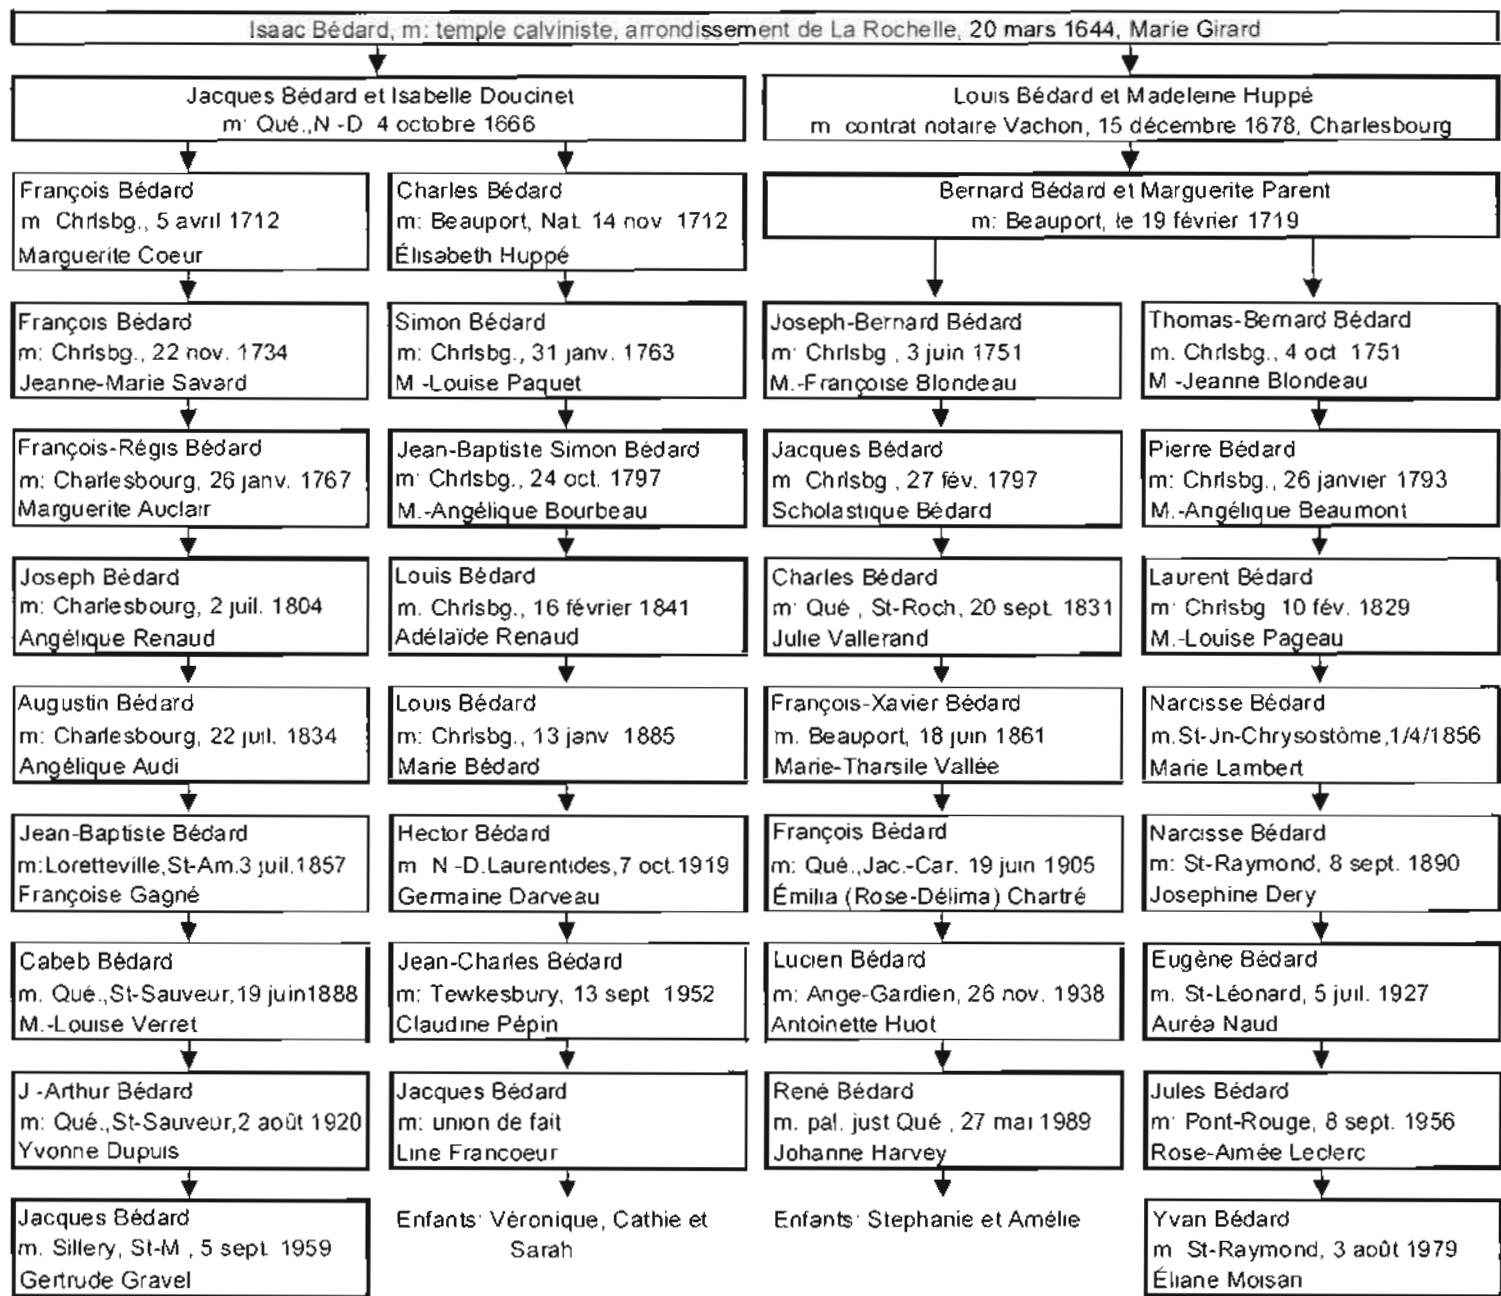 Isaac Bédard, m: temple calviniste, arrondissement de La Rochelle, 20 mars 1644, Marie Girard
Jacques Bédard et Isabelle Doucinet
m: Qué.,N -D 4 octobre 1666
Louis Bédard et Madeleine Huppé
m contrat notaire Vachon, 15 décembre 1678, Charlesbourg
François Bédard
m Chrlsbg., 5 avril 1712
Marguerite Coeur
Charles Bédard
m: Beauport, Nat. 14 nov 1712
Élisabeth Huppé
Bernard Bédard et Marguerite Parent
m: Beauport, le 19 février 1719
François Bédard
m: Chrlsbg., 22 nov. 1734
Jeanne-Marie Savard
Simon Bédard
m: Chrlsbg., 31 janv. 1763
M -Louise Paquet
Joseph-Bernard Bédard
m: Chrlsbg , 3 juin 1751
M.-Françoise Blondeau
Thomas-Bernard Bédard
m. Chrlsbg., 4 oct 1751
M -Jeanne Blondeau
François-Régis Bédard
m: Charlesbourg, 26 janv. 1767
Marguerite Auclair
Jean-Baptiste Simon Bédard
m: Chrlsbg., 24 oct. 1797
M.-Angélique Bourbeau
Jacques Bédard
m Chrlsbg , 27 fév. 1797
Scholastique Bédard
Pierre Bédard
m: Chrlsbg., 26 janvier 1793
M.-Angélique Beaumont
Joseph Bédard
m: Charlesbourg, 2 juil. 1804
Angélique Renaud
Louis Bédard
m. Chrlsbg., 16 février 1841
Adélaïde Renaud
Charles Bédard
m: Qué , St-Roch, 20 sept. 1831
Julie Vallerand
Laurent Bédard
m: Chrlsbg 10 fév. 1829
M.-Louise Pageau
Augustin Bédard
m: Charlesbourg, 22 juil. 1834
Angélique Audi
Louis Bédard
m: Chrlsbg., 13 janv 1885
Marie Bédard
François-Xavier Bédard
m. Beauport, 18 juin 1861
Marie-Tharsile Vallée
Narcisse Bédard
m.St-Jn-Chrysostôme,1/4/1856
Marie Lambert
Jean-Baptiste Bédard
m:Loretteville,St-Am.3 juil.1857
Françoise Gagné
Hector Bédard
m N -D.Laurentides,7 oct.1919
Germaine Darveau
François Bédard
m: Qué.,Jac.-Car. 19 juin 1905
Émilia (Rose-Délima) Chartré
Narcisse Bédard
m: St-Raymond, 8 sept. 1890
Josephine Dery
Cabeb Bédard
m. Qué.,St-Sauveur,19 juin1888
M.-Louise Verret
Jean-Charles Bédard
m: Tewkesbury, 13 sept 1952
Claudine Pépin
Lucien Bédard
m: Ange-Gardien, 26 nov. 1938
Antoinette Huot
Eugène Bédard
m. St-Léonard, 5 juil. 1927
Auréa Naud
J -Arthur Bédard
m: Qué.,St-Sauveur,2 août 1920
Yvonne Dupuis
Jacques Bédard
m: union de fait
Line Francoeur
René Bédard
m. pal. just Qué , 27 mai 1989
Johanne Harvey
Jules Bédard
m: Pont-Rouge, 8 sept. 1956
Rose-Aimée Leclerc
Jacques Bédard
m. Sillery, St-M , 5 sept. 1959
Gertrude Gravel
Enfants: Véronique, Cathie et
Sarah
Enfants: Stephanie et Amélie
Yvan Bédard
m St-Raymond, 3 août 1979
Éliane Moisan